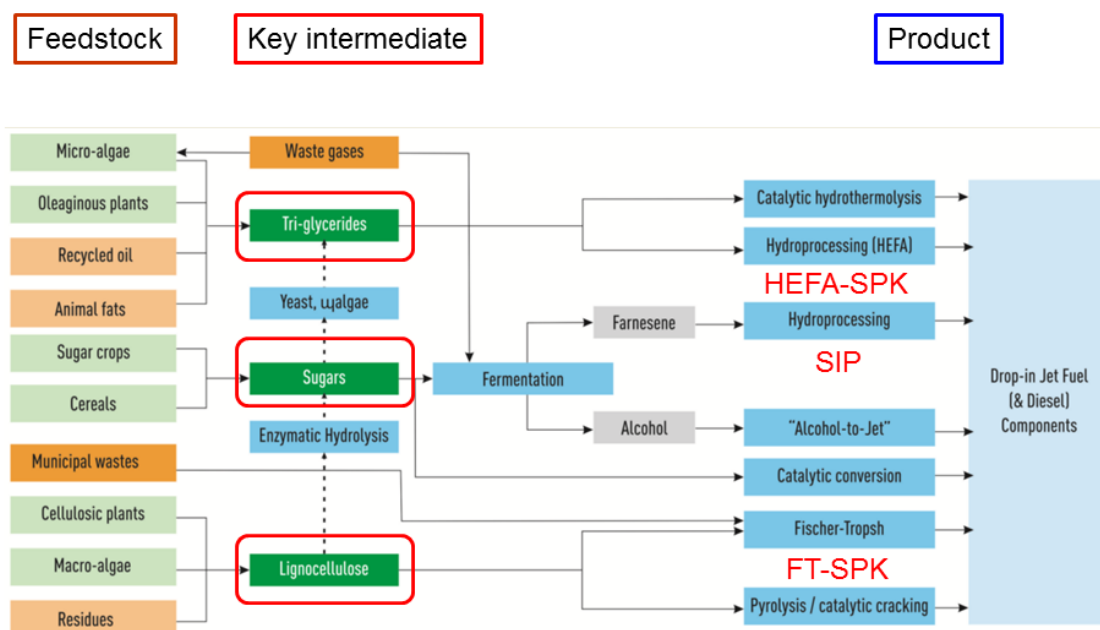 Feedstock
Key intermediate
Product
Micro-algae
Waste gases
Oleaginous plants
Tri-glycerides
Catalytic hydrothermolysis
Recycled oil
Hydroprocessing (HEFA)
HEFA-SPK
Animal fats
Yeast, ɰalgae
Farnesene
Hydroprocessing
SIP
Sugar crops
Sugars
Fermentation
Cereals
Drop-in Jet Fuel
(& Diesel)
Components
Enzymatic Hydrolysis
Alcohol
"Alcohol-to-Jet"
Municipal wastes
Catalytic conversion
Cellulosic plants
Fischer-Tropsh
Macro-algae
Lignocellulose
FT-SPK
Residues
Pyrolysis / catalytic cracking